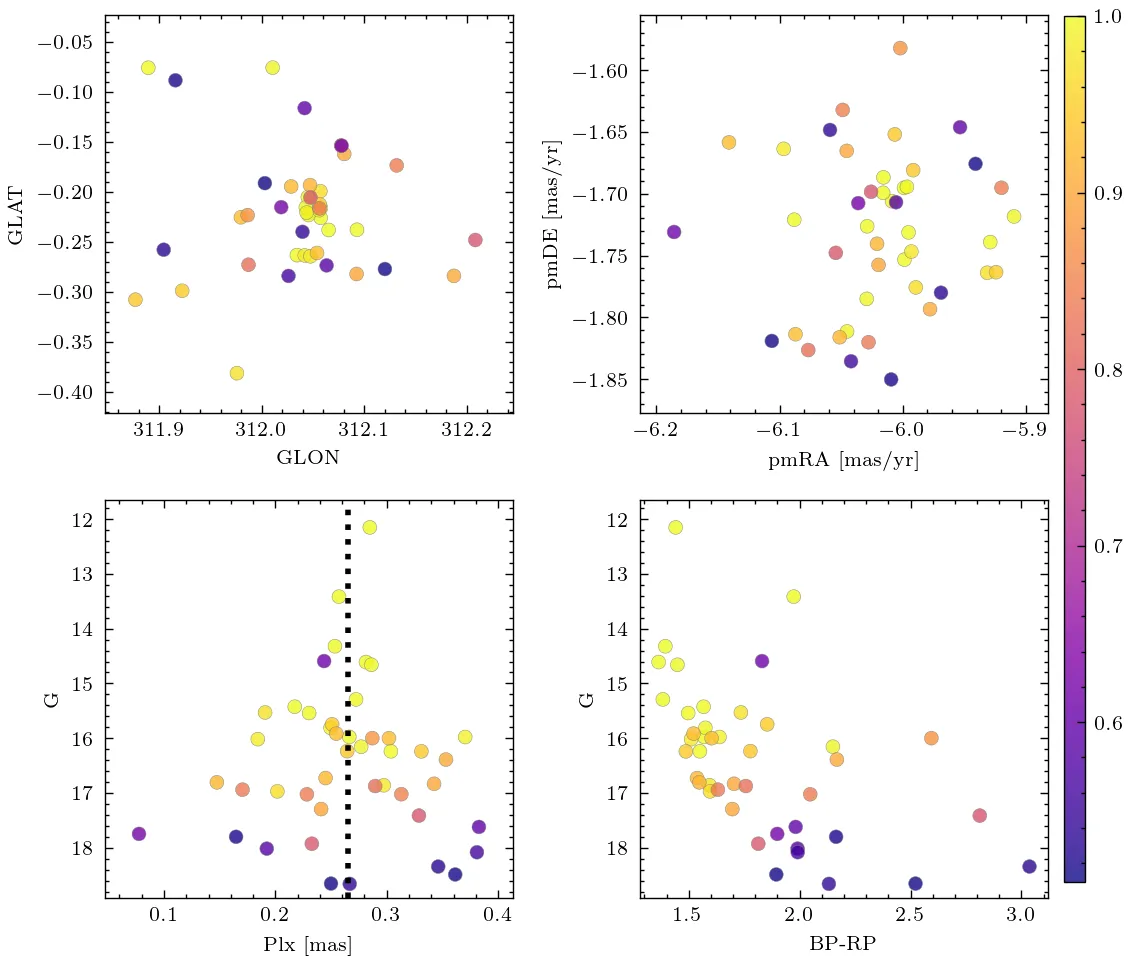 −0.05
−0.10
−0.15
−0.20
−0.25
−0.30
−0.35
−0.40
GLAT
311.9 312.0 312.1 312.2
GLON
−1.60
−1.65
−1.70
−1.75
−1.80
−1.85
pmDE [mas/yr]
−6.2 −6.1 −6.0 −5.9
pmRA [mas/yr]
1.0
0.9
0.8
0.7
0.6
12
13
14
15
16
17
18
G
0.1 0.2 0.3 0.4
Plx [mas]
12
13
14
15
16
17
18
G
1.5 2.0 2.5 3.0
BP-RP